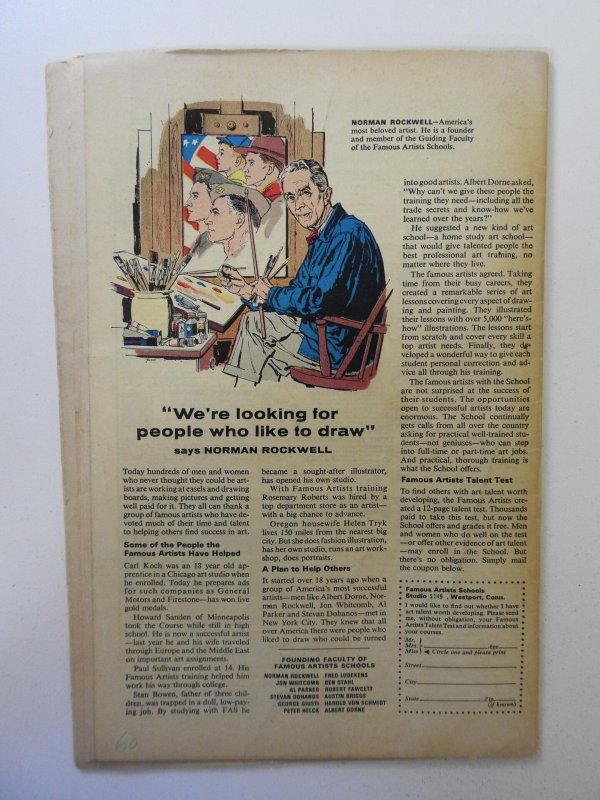 NORMAN ROCKWELL—America's
most beloved artist. He is a founder
and member of the Guiding Faculty
of the Famous Artists Schools.
"We're looking for
people who like to draw"
says NORMAN ROCKWELL
Today hundreds of men and women
who never thought they could be art-
ists are working at easels and drawing
boards, making pictures and getting
well paid for it. They all can thank a
group of famous artists who have de-
voted much of their time and talent
to helping others find success in art.
Some of the People the
Famous Artists Have Helped
Carl Koch was an 18 year old ap-
prentice in a Chicago art studio when
he enrolled. Today he prepares ads
for such companies as General
Motors and Firestone—has won five
gold medals.
Howard Sanden of Minneapolis
took the Course while still in high
school. He is now a successful artist
—last year he and his wife traveled
through Europe and the Middle East
on important art assignments.
Paul Sullivan enrolled at 14. His
Famous Artists training helped him
work his way through college.
Stan Bowen, father of three chil-
dren, was trapped in a dull, low-pay-
ing job. By studying with FAS he
became a sought-after illustrator,
has opened his own studio.
With Famous Artists training
Rosemary Roberts was hired by a
top department store as an artist—
with a big chance to advance.
Oregon housewife Helen Tryk
lives 150 miles from the nearest big
city. But she does fashion illustration,
has her own studio, runs an art work-
shop, does portraits.
A Plan to Help Others
It started over 18 years ago when a
group of America's most successful
artists—men like Albert Dorne, Nor-
man Rockwell, Jon Whitcomb, Al
Parker and Stevan Dohanos—met in
New York City. They knew that all
over America there were people who
liked to draw who could be turned
FOUNDING FACULTY OF
FAMOUS ARTISTS SCHOOLS
NORMAN ROCKWELL FRED LUDEKENS
JON WHITCOMB BEN STAHL
AL PARKER ROBERT FAWCETT
STEVAN DOHANOS AUSTIN BRIGGS
GEORGE GIUSTI HAROLD VON SCHMIDT
PETER HELCK ALBERT DORNE
into good artists. Albert Dorne asked,
"Why can't we give these people the
training they need—including all the
trade secrets and know-how we've
learned over the years?"
He suggested a new kind of art
school—a home study art school—
that would give talented people the
best professional art training, no
matter where they live.
The famous artists agreed. Taking
time from their busy careers, they
created a remarkable series of art
lessons covering every aspect of draw-
ing and painting. They illustrated
their lessons with over 5,000 "here's-
how" illustrations. The lessons start
from scratch and cover every skill a
top artist needs. Finally, they de-
veloped a wonderful way to give each
student personal correction and ad-
vice all through his training.
The famous artists with the School
are not surprised at the success of
their students. The opportunities
open to successful artists today are
enormous. The School continually
gets calls from all over the country
asking for practical well-trained stu-
dents—not geniuses—who can step
into full-time or part-time art jobs.
And practical, thorough training is
what the School offers.
Famous Artists Talent Test
To find others with art talent worth
developing, the Famous Artists cre-
ated a 12-page talent test. Thousands
paid to take this test, but now the
School offers and grades it free. Men
and women who do well on the test
—or offer other evidence of art talent
—may enroll in the School. But
there's no obligation. Simply mail
the coupon below.
Famous Artists Schools
Studio 5149, Westport, Conn.
I would like to find out whether I have
art talent worth developing. Please send
me, without obligation, your Famous
Artists Talent Test and information about
your courses.
Mr.
Mrs. Age
Miss Circle one and please print
Street
City
State Zip
(if known)
60